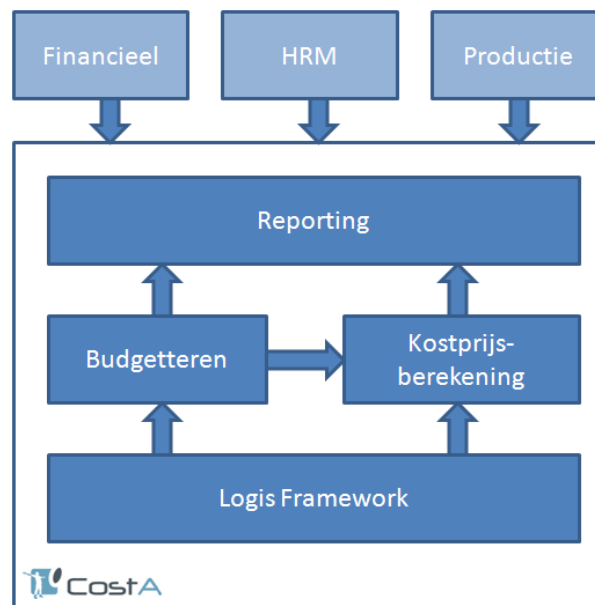 Financieel
HRM
Productie
Reporting
Budgetteren
Kostprijs-
berekening
Logis Framework
CostA